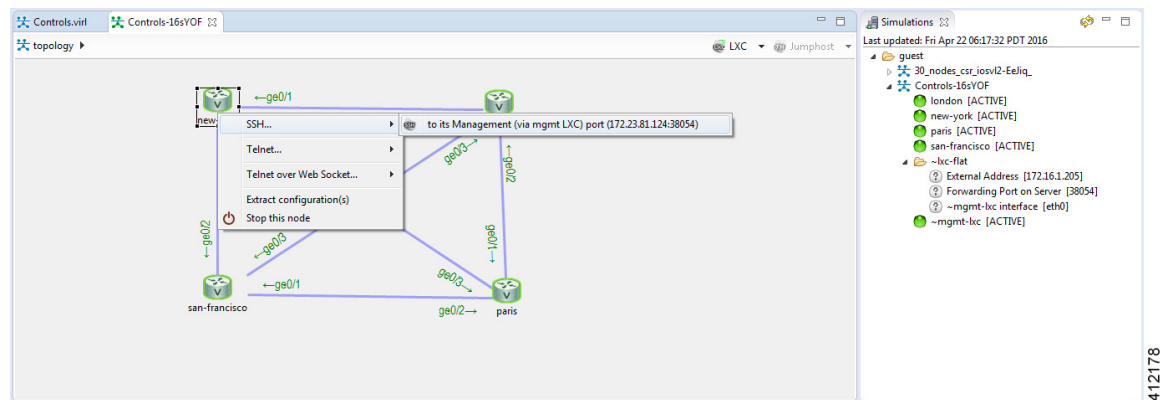 Controls.virl
Controls-16sYOF
topology
LXC
Jumphost
←ge0/1
new-
SSH...
to its Management (via mgmt LXC) port (172.23.81.124:38054)
Telnet...
Telnet over Web Socket...
Extract configuration(s)
Stop this node
ge0/3→
←ge0/2
←ge0/2
←ge0/3
ge0/1→
←ge0/1
ge0/3→
san-francisco
ge0/2→
paris
Simulations
Last updated: Fri Apr 22 06:17:32 PDT 2016
guest
30_nodes_csr_iosvl2-EeJiq_
Controls-16sYOF
london [ACTIVE]
new-york [ACTIVE]
paris [ACTIVE]
san-francisco [ACTIVE]
~lxc-flat
External Address [172.16.1.205]
Forwarding Port on Server [38054]
~mgmt-lxc interface [eth0]
~mgmt-lxc [ACTIVE]
412178